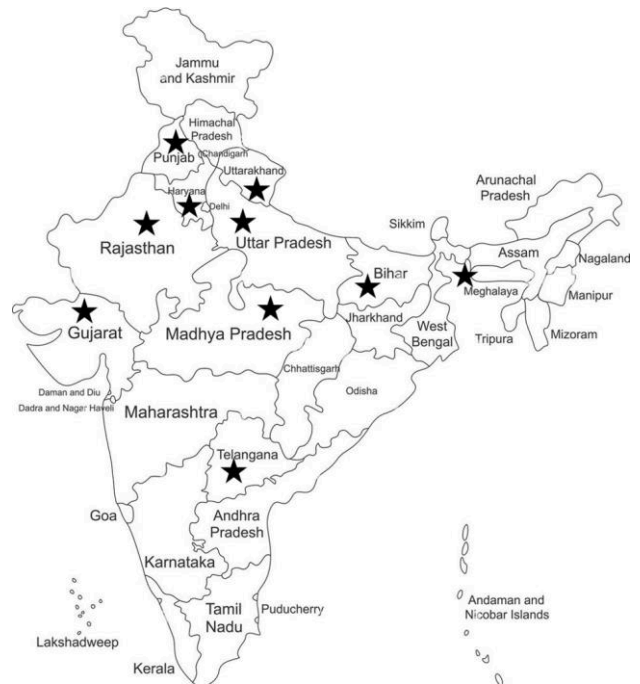 Jammu
and Kashmir
Himachal
Pradesh
Punjab
Chandigarh
Uttarakhand
Haryana
Delhi
Arunachal
Pradesh
Sikkim
Rajasthan
Uttar Pradesh
Assam
Nagaland
Bihar
Meghalaya
Manipur
Gujarat
Madhya Pradesh
Jharkhand
West
Bengal
Tripura
Mizoram
Chhattisgarh
Odisha
Daman and Diu
Dadra and Nagar Haveli
Maharashtra
Telangana
Goa
Andhra
Pradesh
Karnataka
Tamil
Nadu
Puducherry
Andaman and
Nicobar Islands
Lakshadweep
Kerala